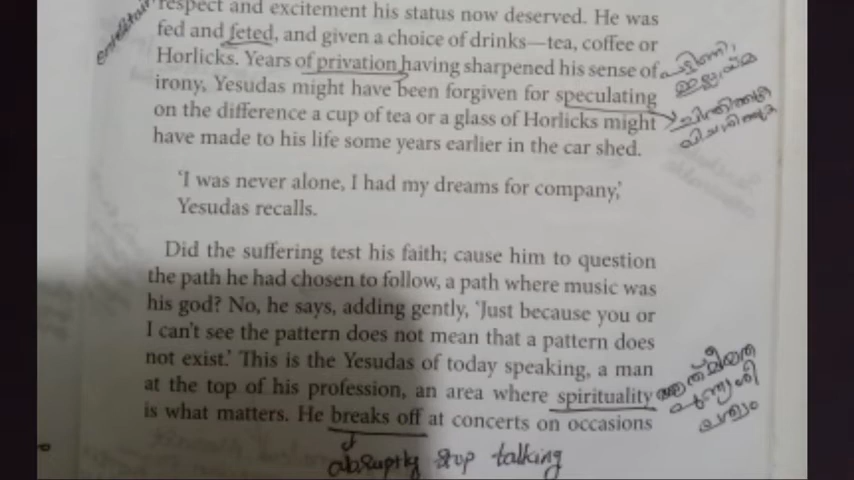 respect and excitement his status now deserved. He was
fed and feted, and given a choice of drinks—tea, coffee or
Horlicks. Years of privation having sharpened his sense of
irony, Yesudas might have been forgiven for speculating
on the difference a cup of tea or a glass of Horlicks might
have made to his life some years earlier in the car shed.
'I was never alone, I had my dreams for company,'
Yesudas recalls.
Did the suffering test his faith; cause him to question
the path he had chosen to follow, a path where music was
his god? No, he says, adding gently, 'Just because you or
I can't see the pattern does not mean that a pattern does
not exist.' This is the Yesudas of today speaking, a man
at the top of his profession, an area where spirituality
is what matters. He breaks off at concerts on occasions
abruptly stop talking